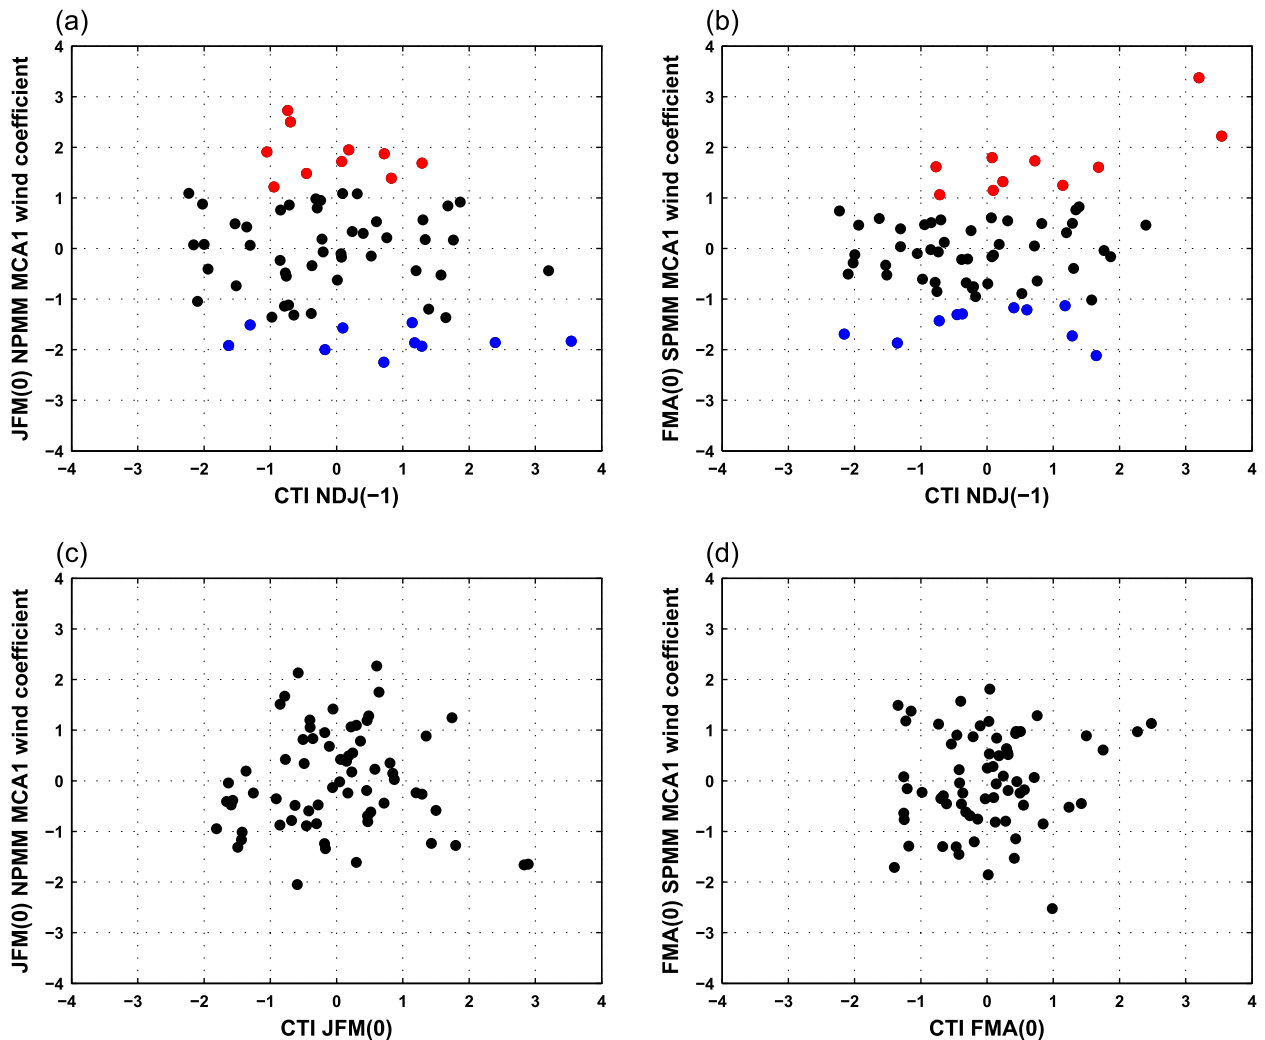 (a)
JFM(0) NPMM MCA1 wind coefficient
4
3
2
1
0
−1
−2
−3
−4
−4 −3 −2 −1 0 1 2 3 4
CTI NDJ(−1)
(b)
FMA(0) SPMM MCA1 wind coefficient
4
3
2
1
0
−1
−2
−3
−4
−4 −3 −2 −1 0 1 2 3 4
CTI NDJ(−1)
(c)
JFM(0) NPMM MCA1 wind coefficient
4
3
2
1
0
−1
−2
−3
−4
−4 −3 −2 −1 0 1 2 3 4
CTI JFM(0)
(d)
FMA(0) SPMM MCA1 wind coefficient
4
3
2
1
0
−1
−2
−3
−4
−4 −3 −2 −1 0 1 2 3 4
CTI FMA(0)